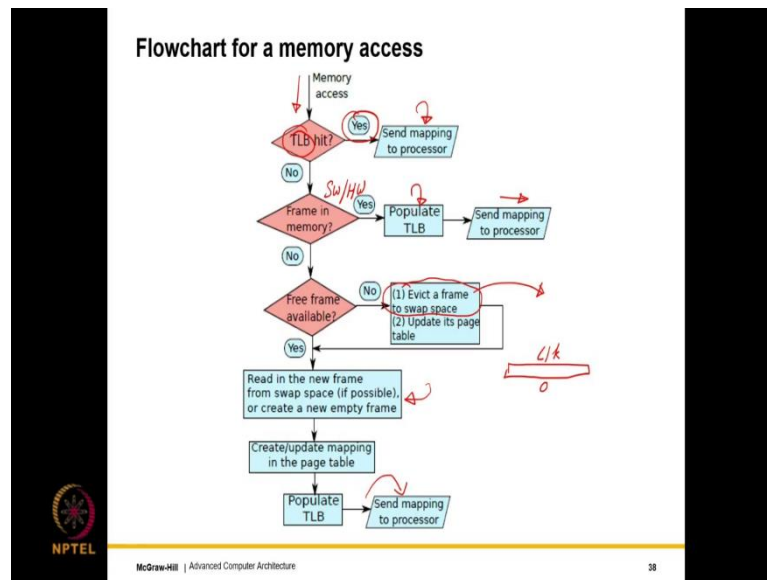 Flowchart for a memory access
Memory
access
TLB hit?
Yes
Send mapping
to processor
No
SW/HW
Frame in
memory?
Yes
Populate
TLB
Send mapping
to processor
No
Free frame
available?
No
(1) Evict a frame
to swap space
(2) Update its page
table
Yes
Read in the new frame
from swap space (if possible),
or create a new empty frame
0
Create/update mapping
in the page table
Populate
TLB
Send mapping
to processor
NPTEL
McGraw-Hill | Advanced Computer Architecture
38